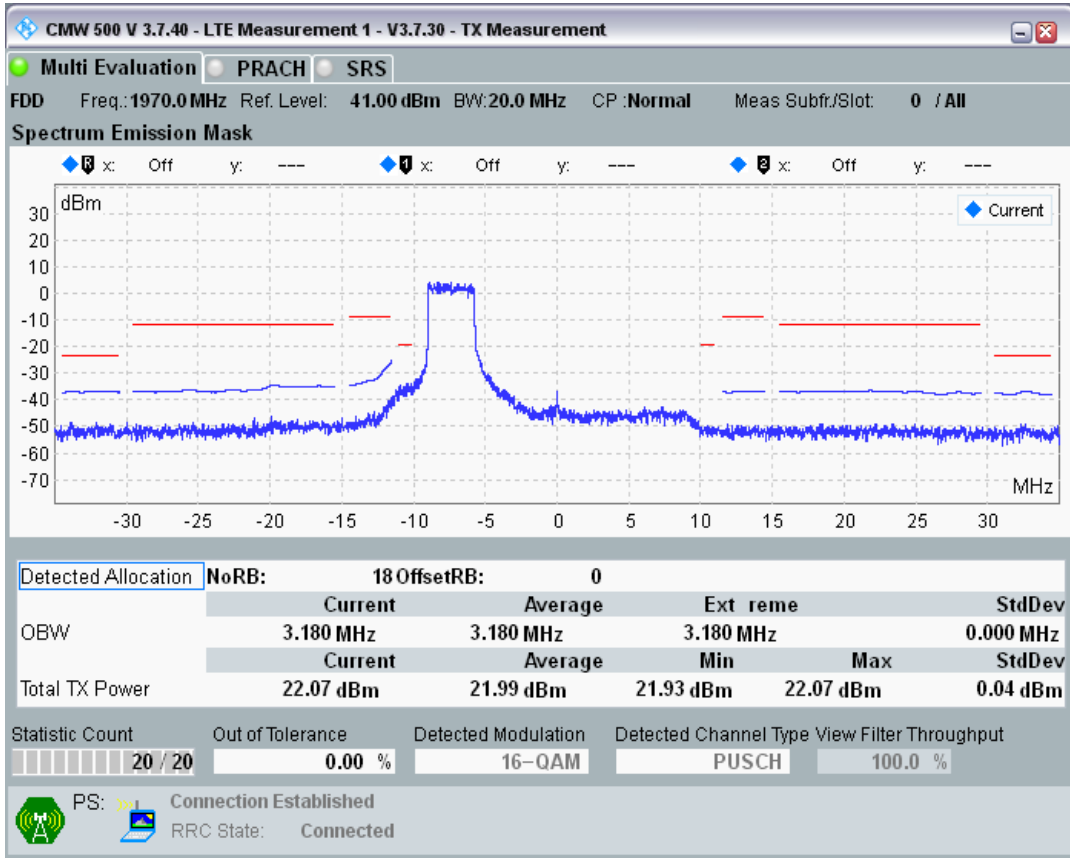 CMW 500 V 3.7.40 - LTE Measurement 1 - V3.7.30 - TX Measurement
Multi Evaluation PRACH SRS
FDD Freq.: 1970.0 MHz Ref. Level: 41.00 dBm BW: 20.0 MHz CP : Normal Meas Subfr./Slot: 0 / All
Spectrum Emission Mask
R x: Off y: --- 1 x: Off y: --- 2 x: Off y: ---
dBm
Current
30
20
10
0
-10
-20
-30
-40
-50
-60
-70
MHz
-30 -25 -20 -15 -10 -5 0 5 10 15 20 25 30
Detected Allocation NoRB: 18 OffsetRB: 0
Current Average Ext reme StdDev
OBW 3.180 MHz 3.180 MHz 3.180 MHz 0.000 MHz
Current Average Min Max StdDev
Total TX Power 22.07 dBm 21.99 dBm 21.93 dBm 22.07 dBm 0.04 dBm
Statistic Count Out of Tolerance Detected Modulation Detected Channel Type View Filter Throughput
20 / 20 0.00 % 16-QAM PUSCH 100.0 %
PS: Connection Established
RRC State: Connected